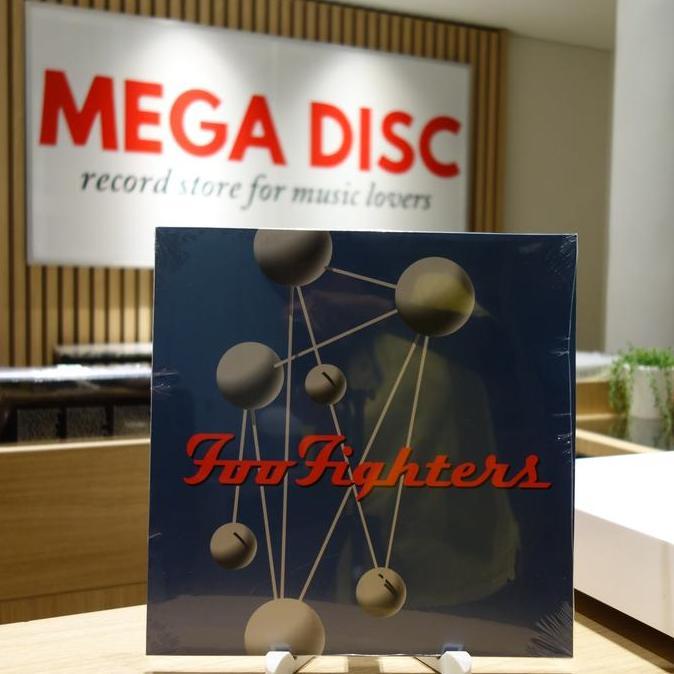 MEGA DISC
record store for music lovers
Foo Fighters